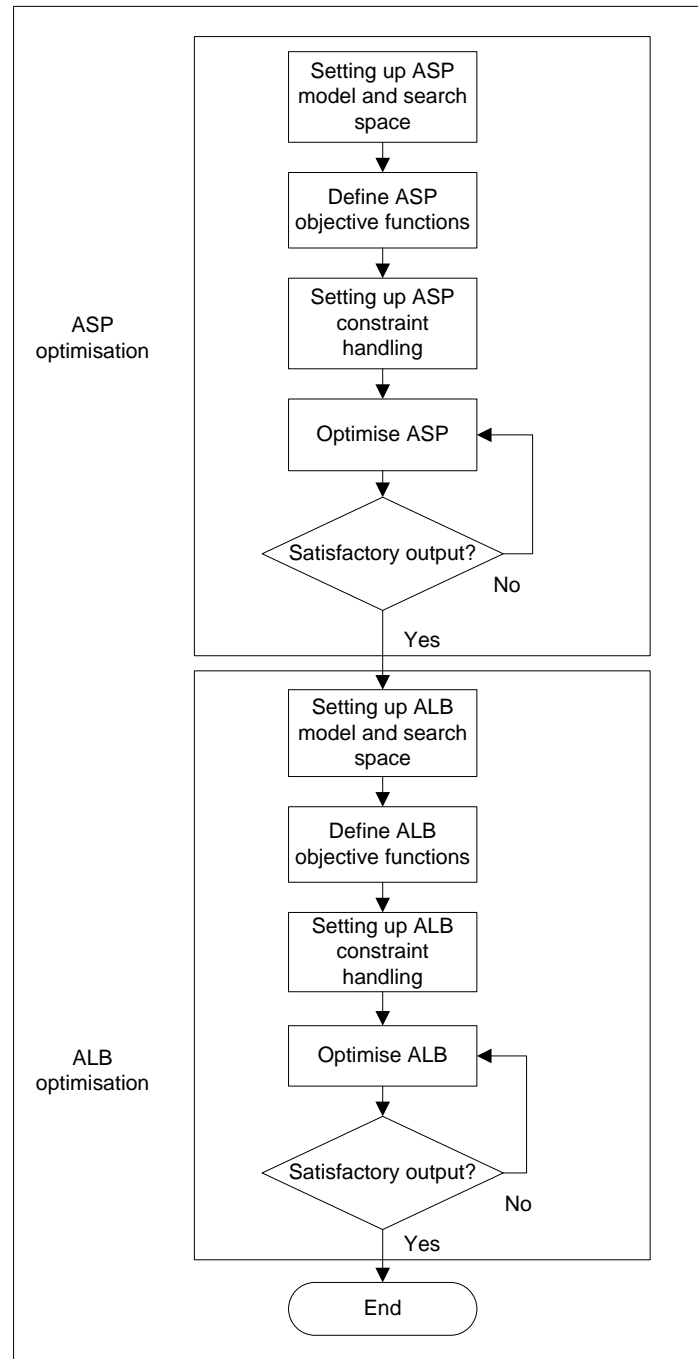 Setting up ASP
model and search
space
Define ASP
objective functions
Setting up ASP
constraint
handling
ASP
optimisation
Optimise ASP
Satisfactory output?
No
Yes
Setting up ALB
model and search
space
Define ALB
objective functions
Setting up ALB
constraint
handling
Optimise ALB
ALB
optimisation
Satisfactory output?
No
Yes
End